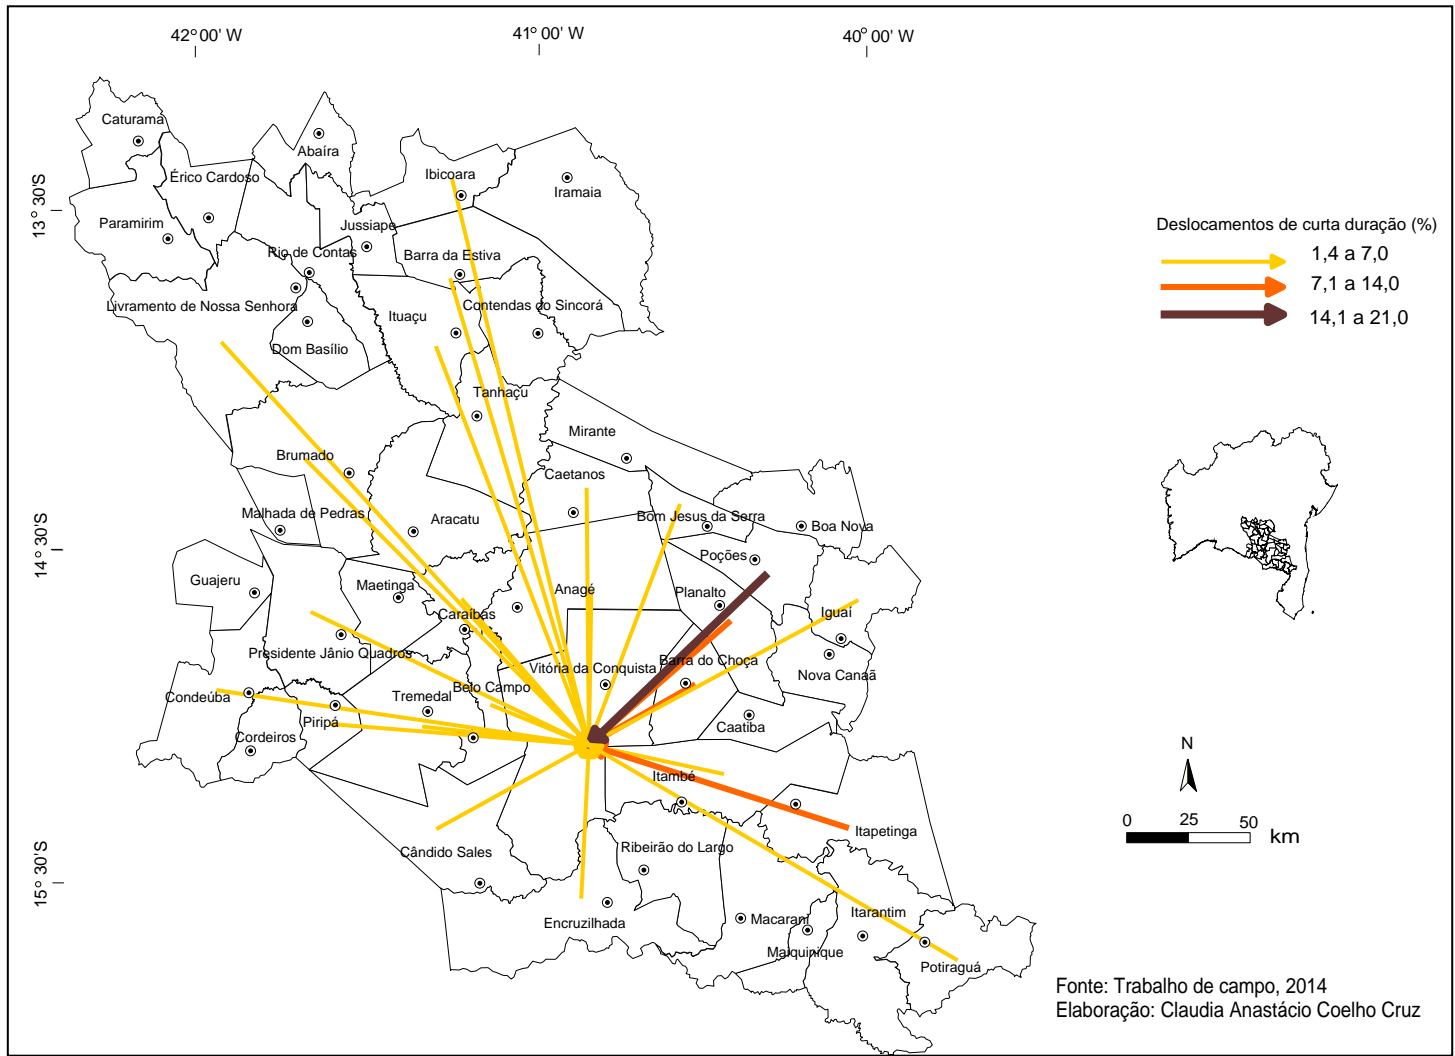 42° 00' W
41° 00' W
40° 00' W
13° 30'S
14° 30'S
15° 30'S
Caturama
Abaíra
Érico Cardoso
Ibicoara
Iramaia
Paramirim
Jussiape
Rio de Contas
Barra da Estiva
Livramento de Nossa Senhora
Ituaçu
Contendas do Sincorá
Dom Basílio
Tanhaçu
Mirante
Brumado
Caetanos
Malhada de Pedras
Aracatu
Bom Jesus da Serra
Boa Nova
Poções
Guajeru
Maetinga
Anagé
Planalto
Caraíbas
Iguaí
Presidente Jânio Quadros
Vitória da Conquista
Barra do Choça
Nova Canaã
Condeúba
Tremedal
Belo Campo
Piripá
Caatiba
Cordeiros
Itambé
Itapetinga
Cândido Sales
Ribeirão do Largo
Encruzilhada
Macarani
Itarantim
Maiquinique
Potiraguá
Deslocamentos de curta duração (%)
1,4 a 7,0
7,1 a 14,0
14,1 a 21,0
N
0 25 50 km
Fonte: Trabalho de campo, 2014
Elaboração: Claudia Anastácio Coelho Cruz